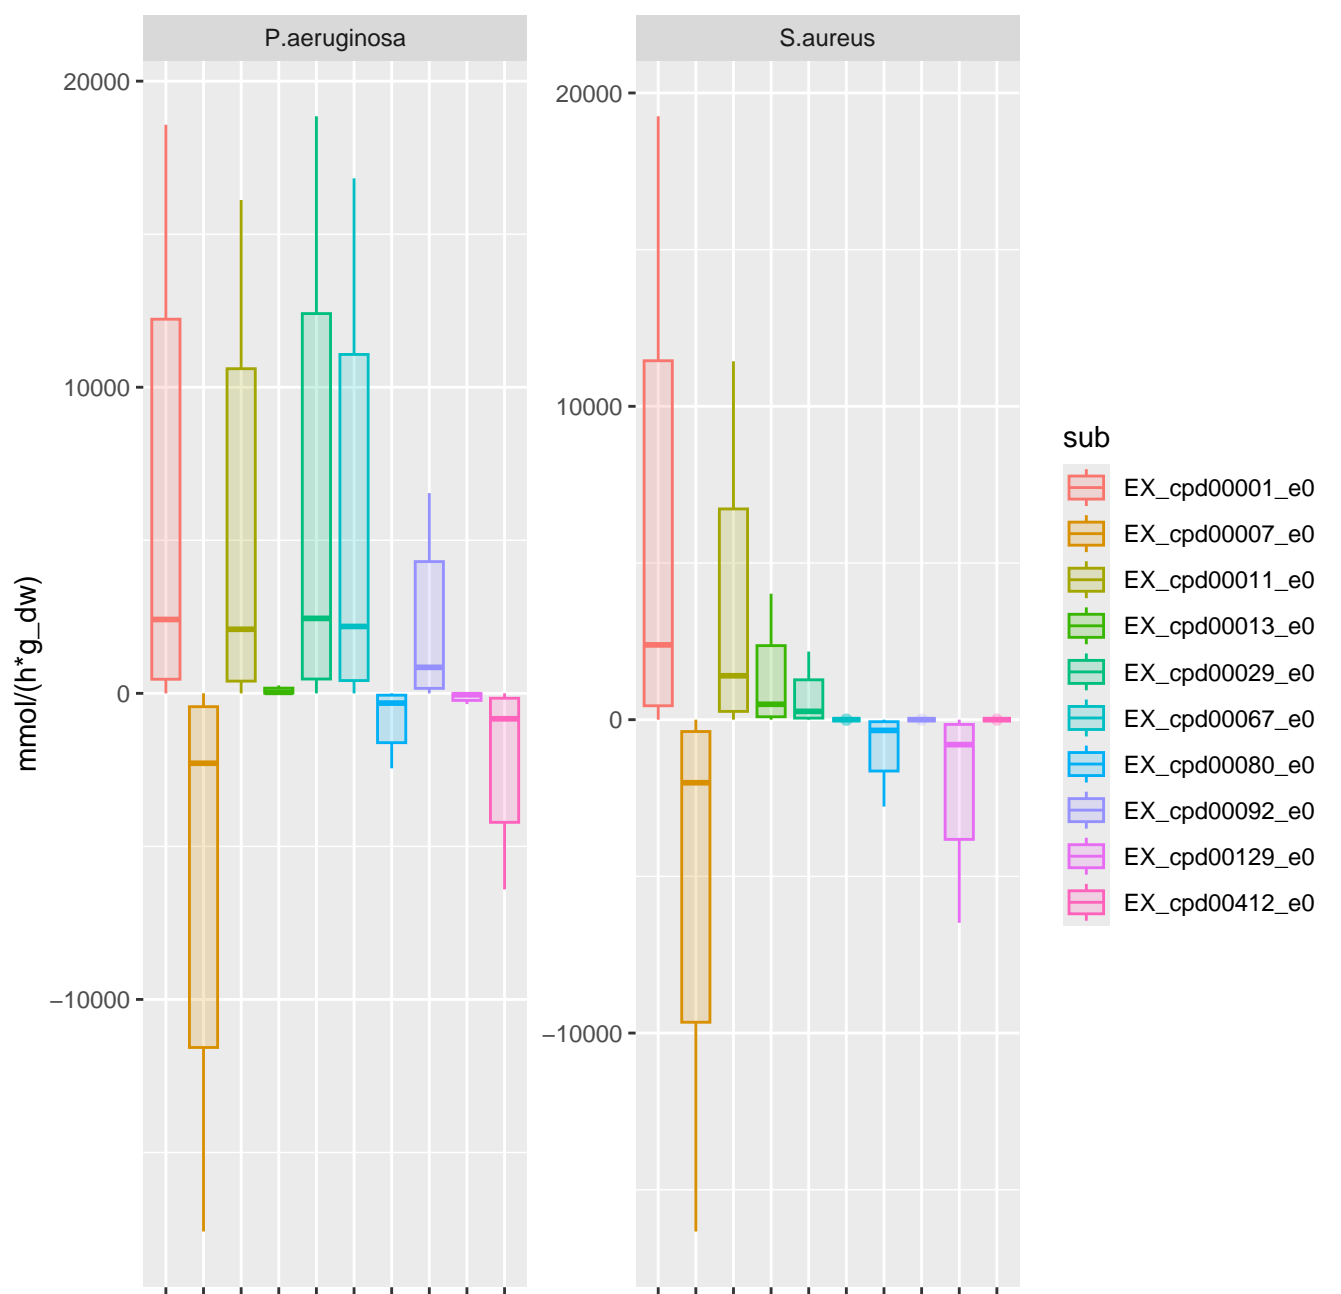 P.aeruginosa
S.aureus
mmol/(h*g_dw)
20000
10000
0
−10000
20000
10000
0
−10000
sub
EX_cpd00001_e0
EX_cpd00007_e0
EX_cpd00011_e0
EX_cpd00013_e0
EX_cpd00029_e0
EX_cpd00067_e0
EX_cpd00080_e0
EX_cpd00092_e0
EX_cpd00129_e0
EX_cpd00412_e0